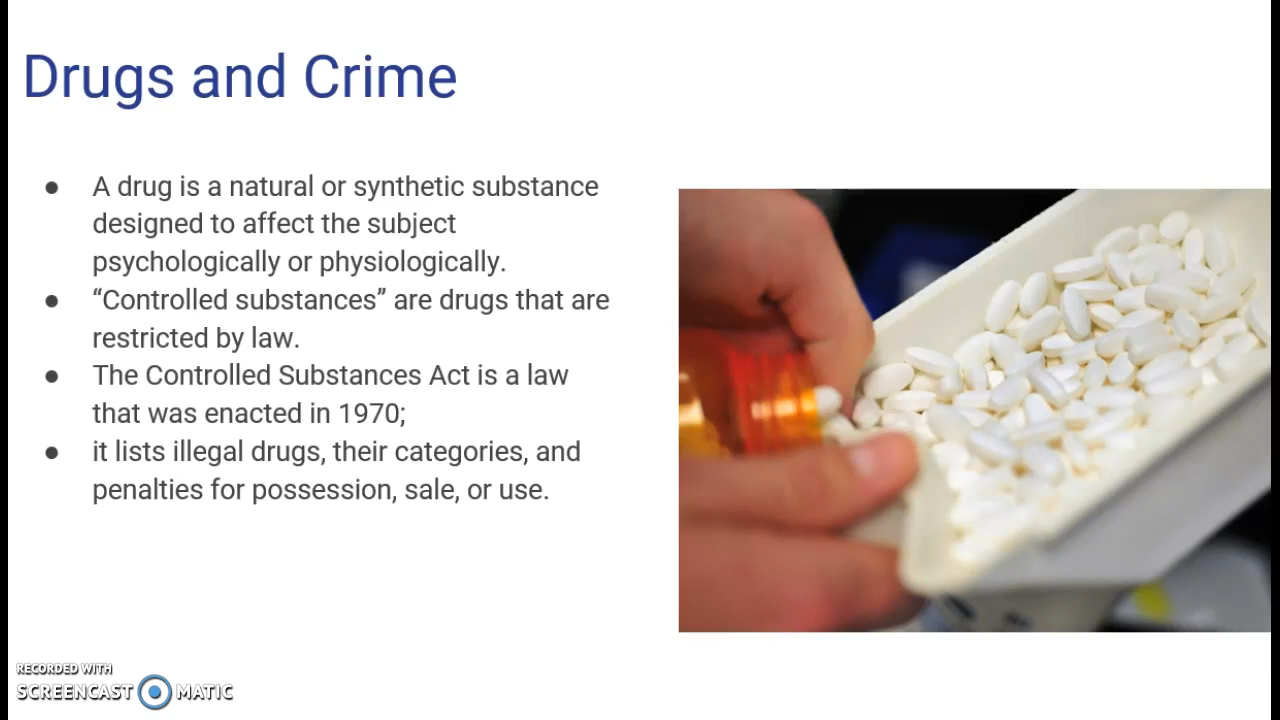 Drugs and Crime
● A drug is a natural or synthetic substance
designed to affect the subject
psychologically or physiologically.
● “Controlled substances” are drugs that are
restricted by law.
● The Controlled Substances Act is a law
that was enacted in 1970;
● it lists illegal drugs, their categories, and
penalties for possession, sale, or use.
RECORDED WITH
SCREENCAST MATIC